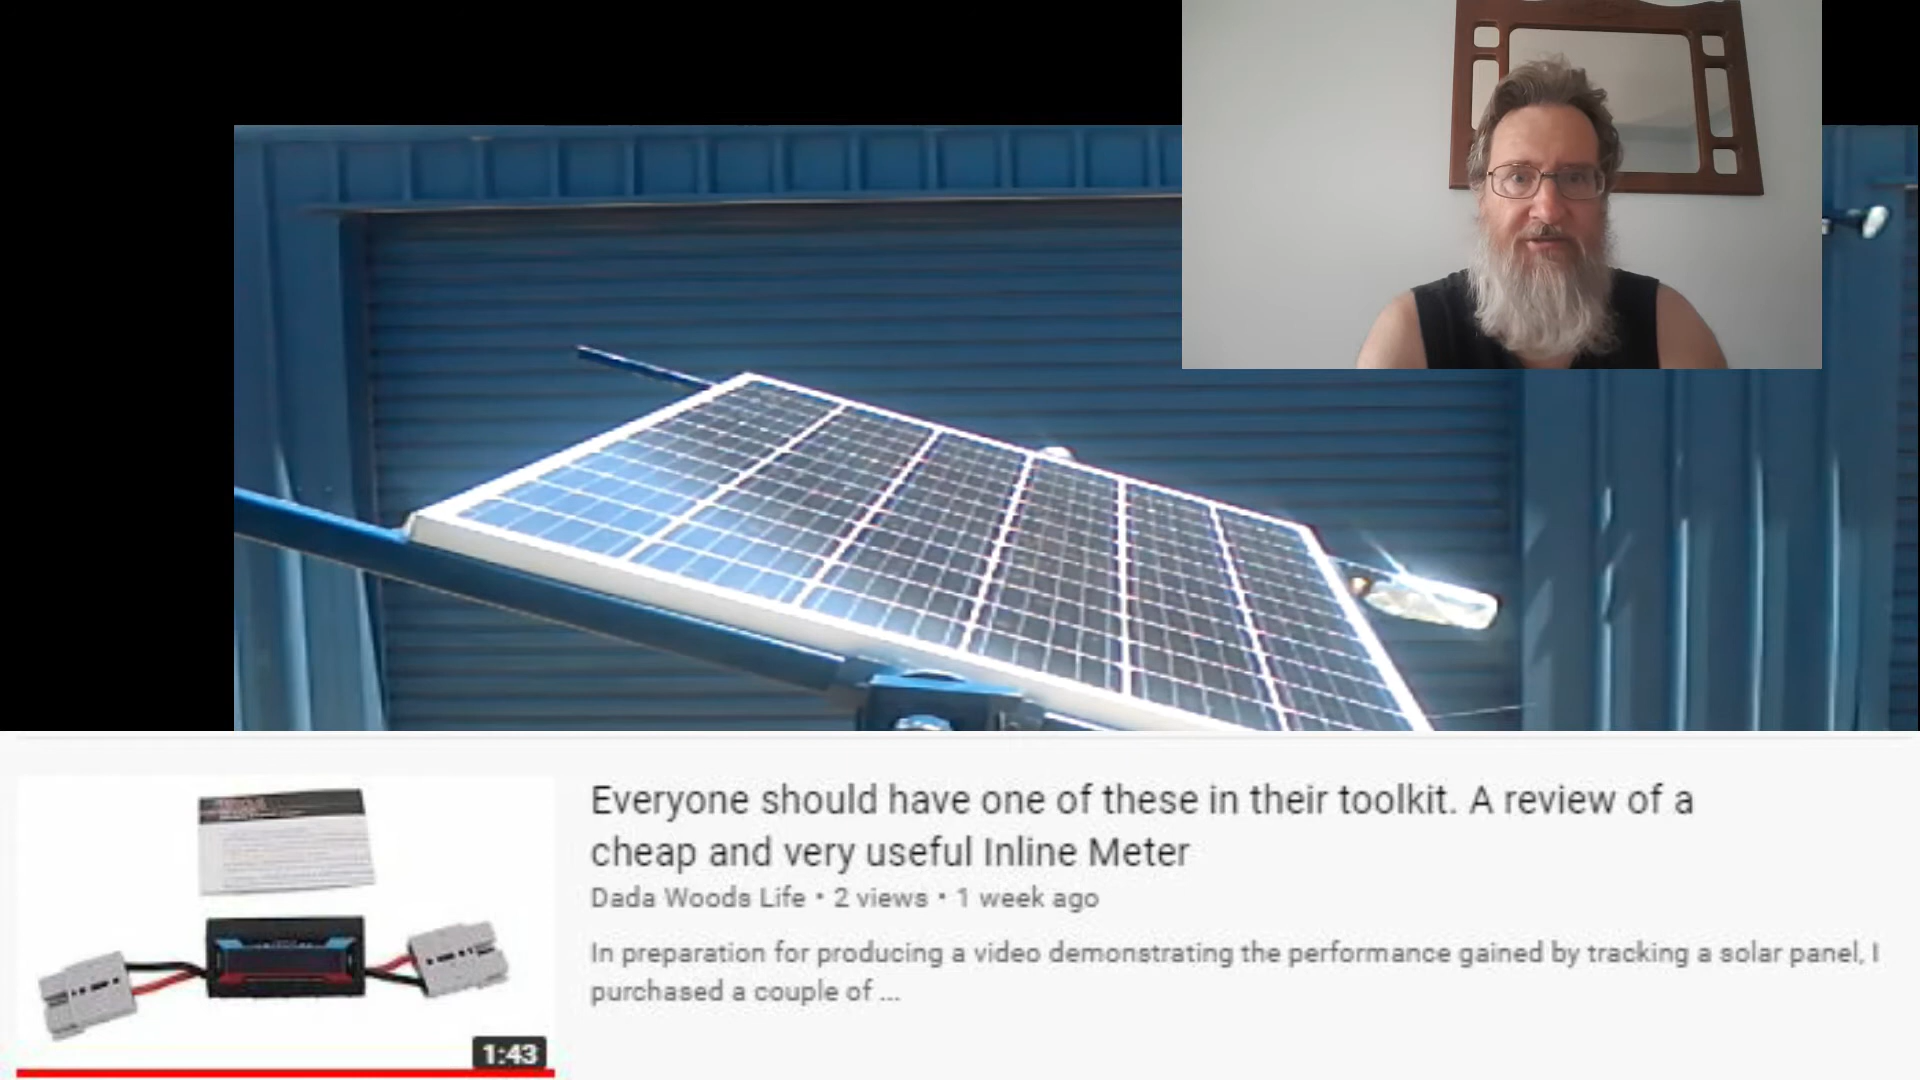 Everyone should have one of these in their toolkit. A review of a
cheap and very useful Inline Meter
Dada Woods Life • 2 views • 1 week ago
In preparation for producing a video demonstrating the performance gained by tracking a solar panel, I
purchased a couple of ...
1:43